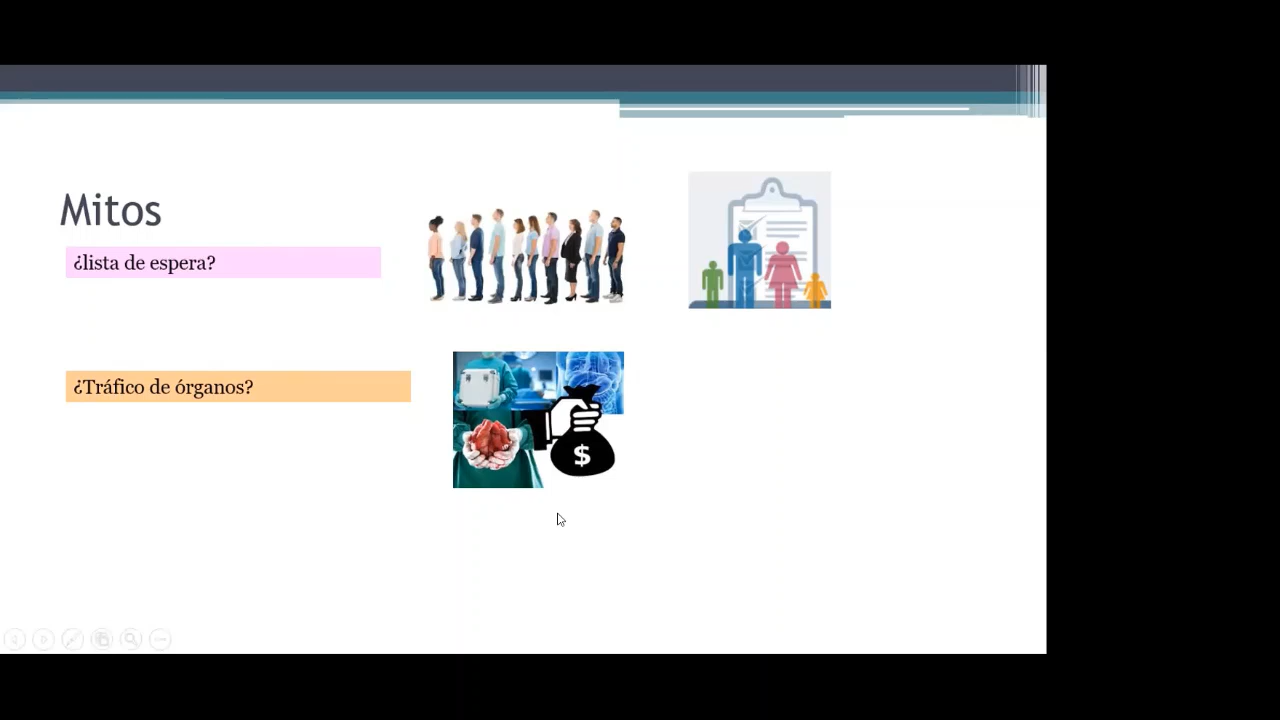 Mitos
¿lista de espera?
¿Tráfico de órganos?
$